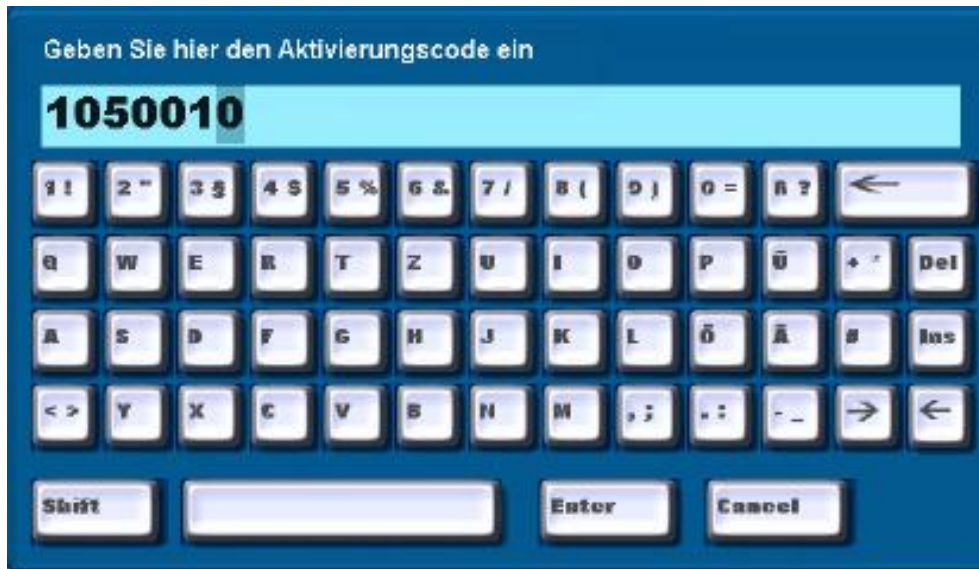 Geben Sie hier den Aktivierungscode ein
1050010
1 ! 2 " 3 § 4 $ 5 % 6 & 7 / 8 ( 9 ) 0 = ß ? ←
Q W E R T Z U I O P Ü + * Del
A S D F G H J K L Ö Ä # Ins
< > Y X C V B N M , ; . : - _ → ←
Shift Enter Cancel